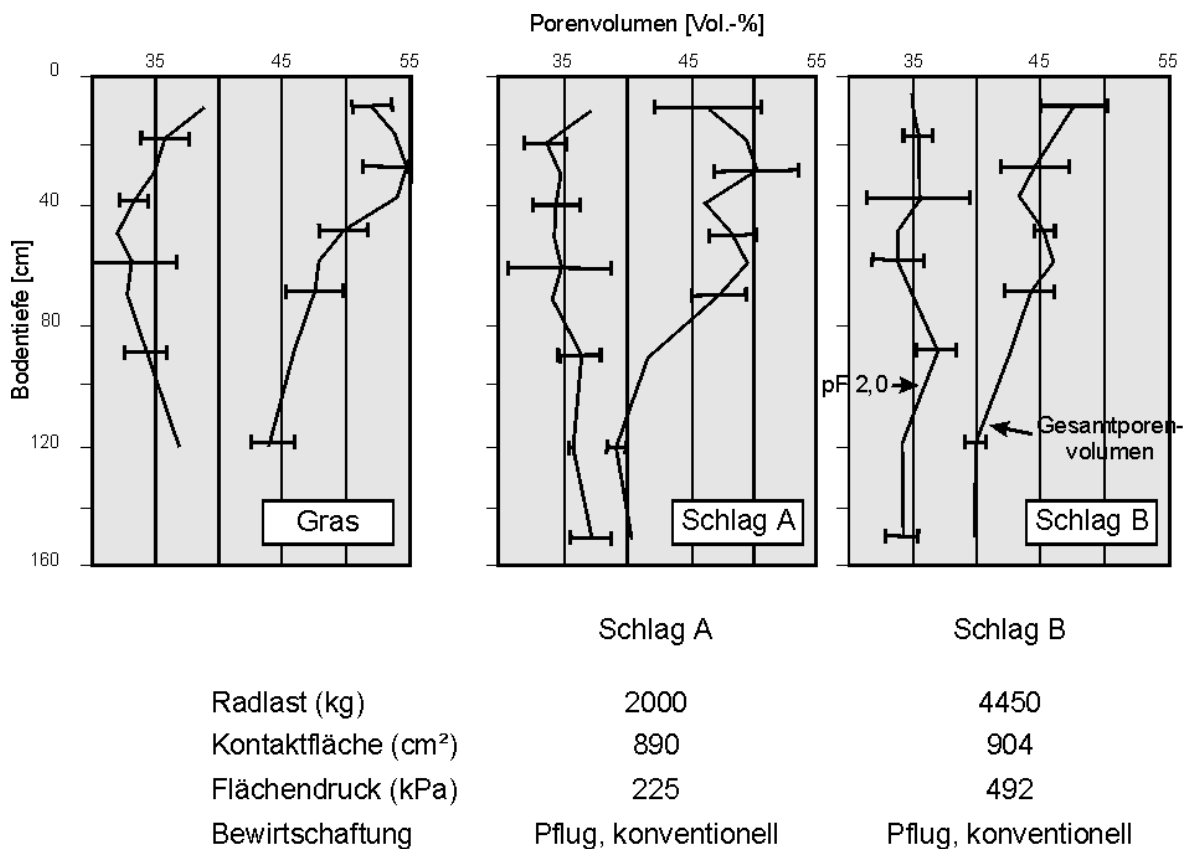 Porenvolumen [Vol.-%]
35 45 55 35 45 55 35 45 55
0
40
80
120
160
Bodentiefe [cm]
pF 2,0
Gesamtporen-
volumen
Gras
Schlag A
Schlag B
Schlag A Schlag B
Radlast (kg) 2000 4450
Kontaktfläche (cm²) 890 904
Flächendruck (kPa) 225 492
Bewirtschaftung Pflug, konventionell Pflug, konventionell